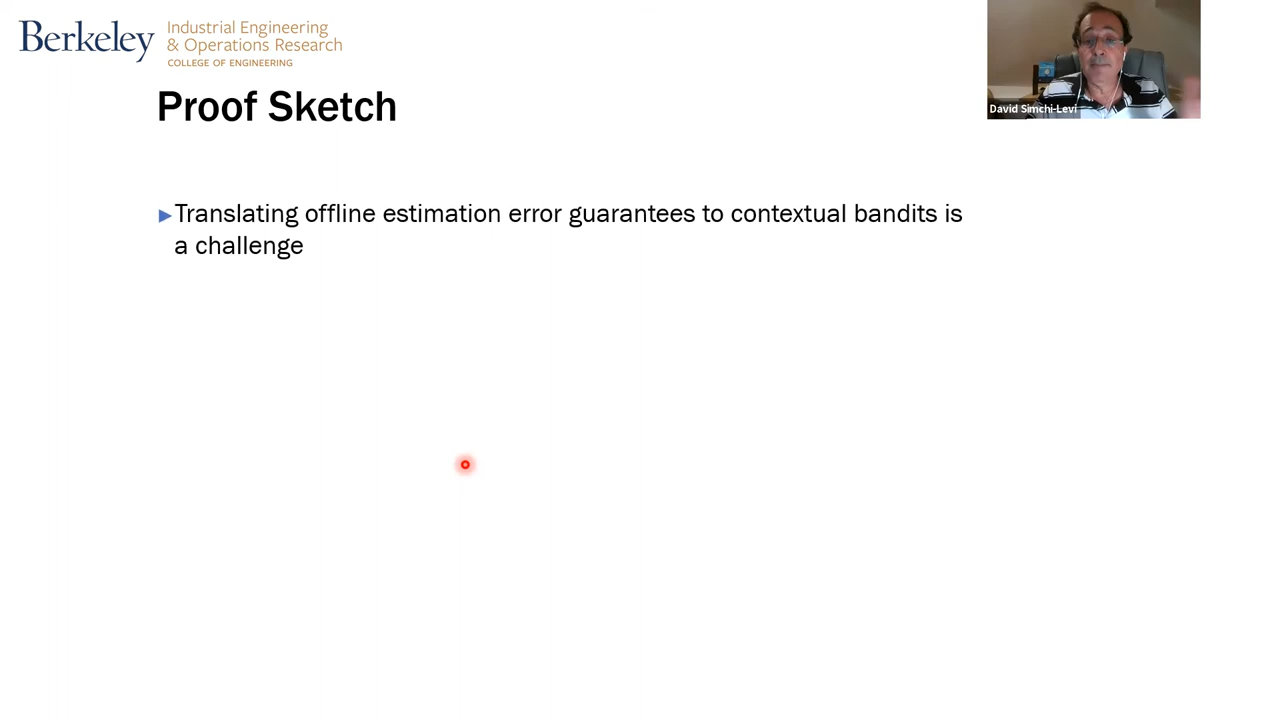 Berkeley
Industrial Engineering
& Operations Research
COLLEGE OF ENGINEERING
David Simchi-Levi
Proof Sketch
Translating offline estimation error guarantees to contextual bandits is
a challenge